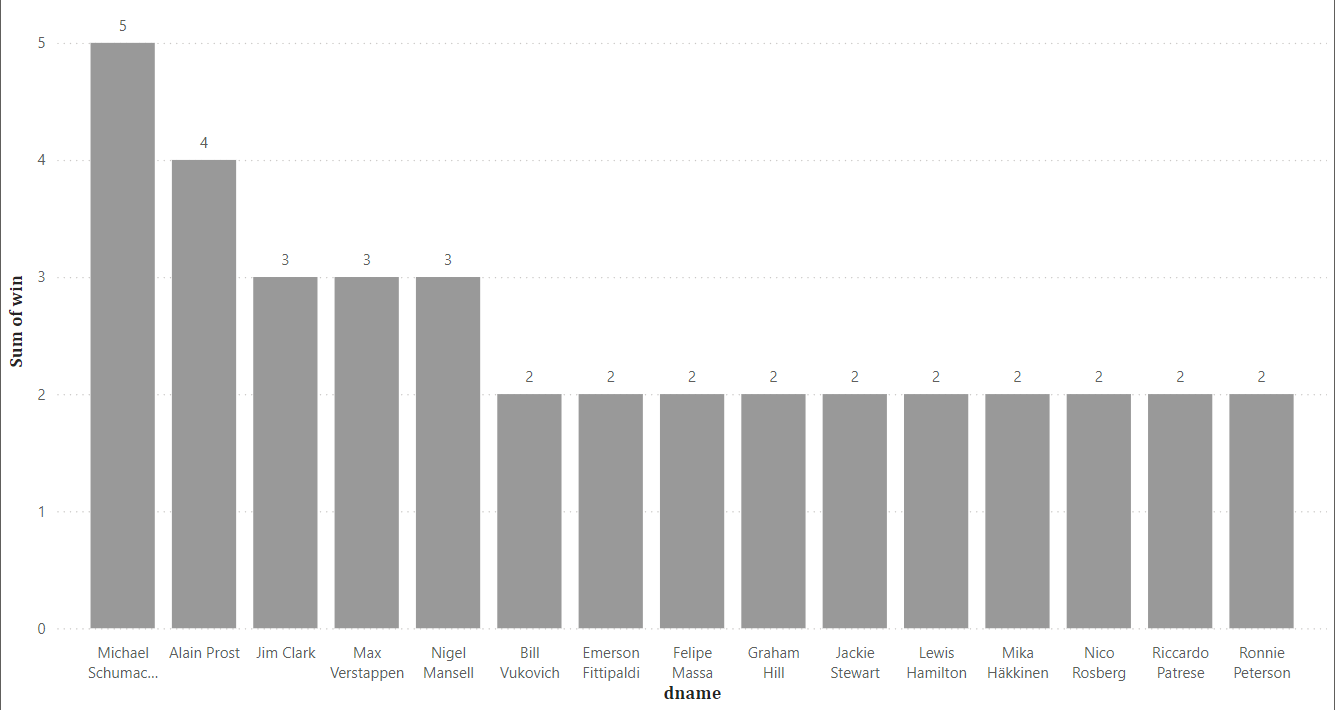 5
4
3
3
3
2
2
2
2
2
2
2
2
2
2
5
4
3
2
1
0
Sum of win
Michael
Schumac...
Alain Prost
Jim Clark
Max
Verstappen
Nigel
Mansell
Bill
Vukovich
Emerson
Fittipaldi
Felipe
Massa
Graham
Hill
Jackie
Stewart
Lewis
Hamilton
Mika
Häkkinen
Nico
Rosberg
Riccardo
Patrese
Ronnie
Peterson
dname